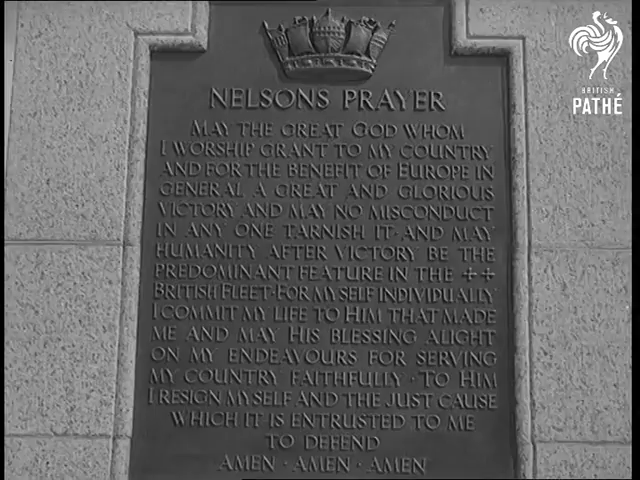 BRITISH
PATHÉ
NELSONS PRAYER
MAY THE GREAT GOD WHOM
I WORSHIP GRANT TO MY COUNTRY
AND FOR THE BENEFIT OF EUROPE IN
GENERAL A GREAT AND GLORIOUS
VICTORY AND MAY NO MISCONDUCT
IN ANY ONE TARNISH IT · AND MAY
HUMANITY AFTER VICTORY BE THE
PREDOMINANT FEATURE IN THE ++
BRITISH FLEET · FOR MYSELF INDIVIDUALLY
I COMMIT MY LIFE TO HIM THAT MADE
ME AND MAY HIS BLESSING ALIGHT
ON MY ENDEAVOURS FOR SERVING
MY COUNTRY FAITHFULLY · TO HIM
I RESIGN MYSELF AND THE JUST CAUSE
WHICH IT IS ENTRUSTED TO ME
TO DEFEND
AMEN · AMEN · AMEN